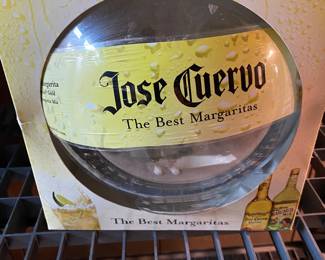 Jose Cuervo
The Best Margaritas
The Best Margaritas